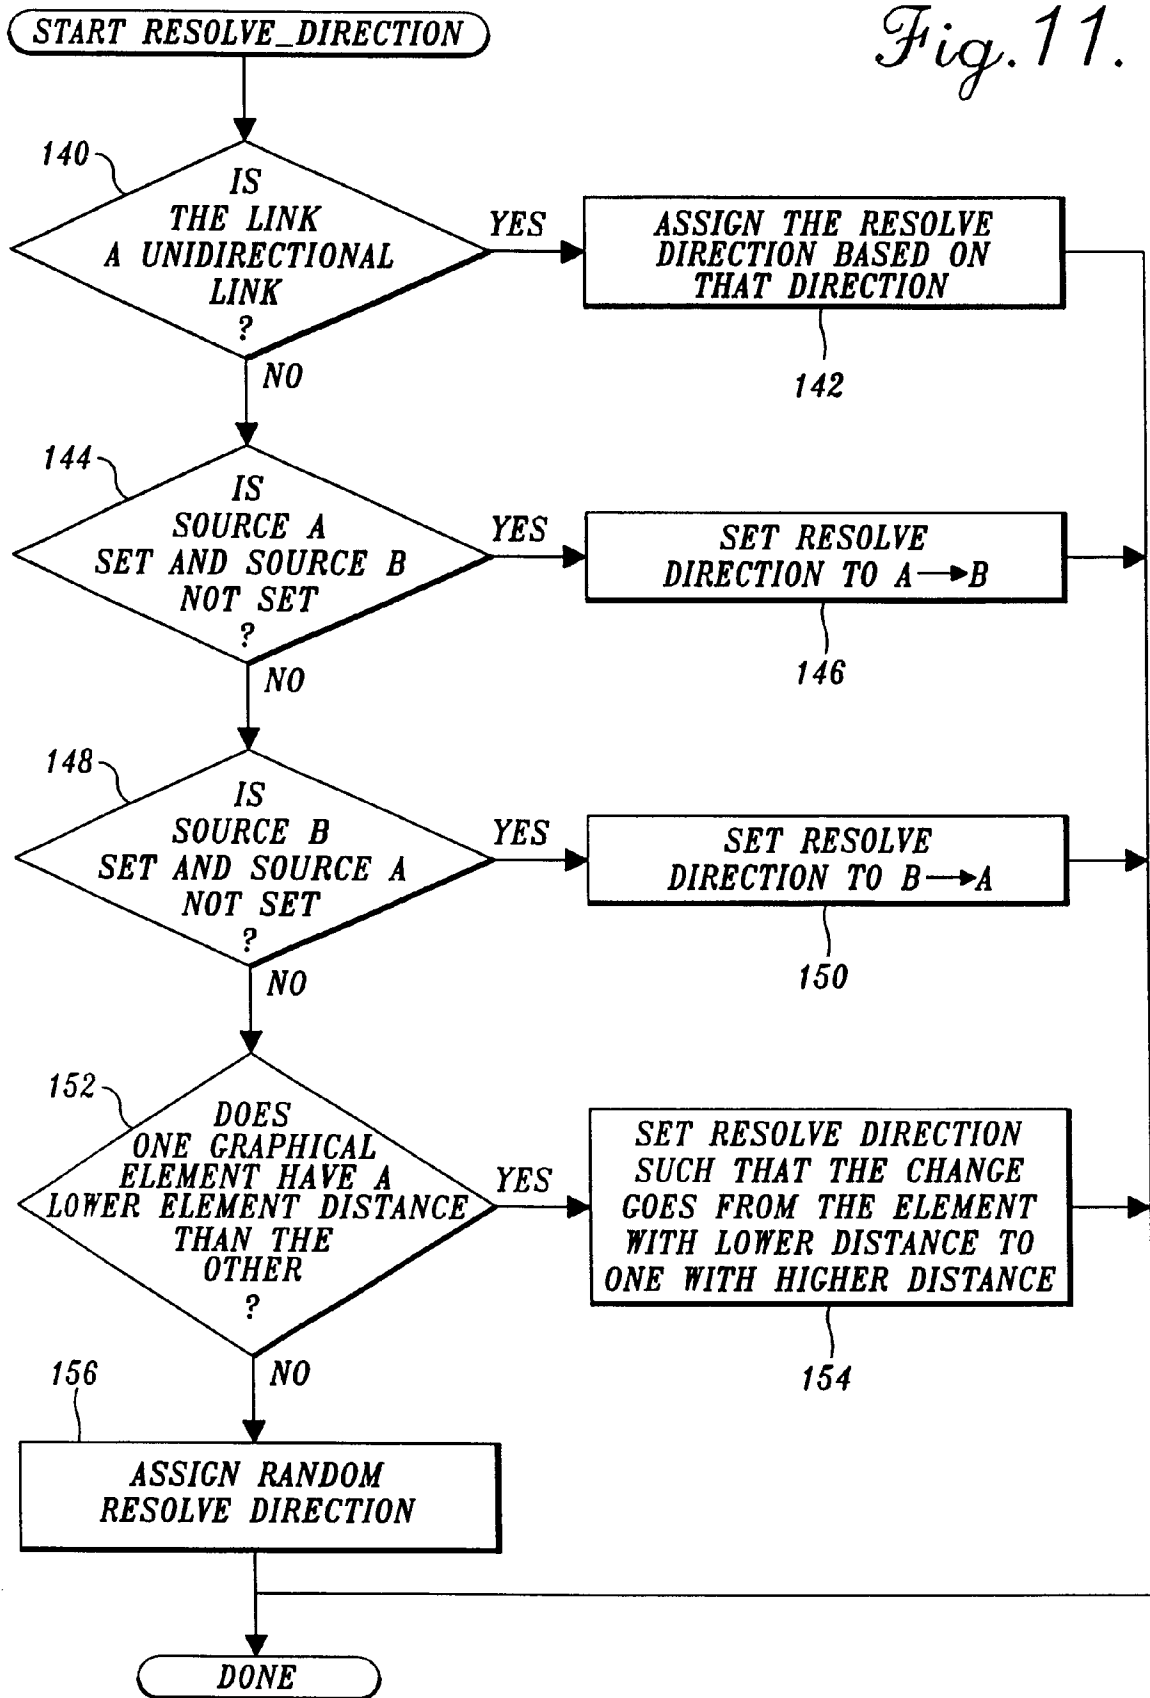 START RESOLVE_DIRECTION
Fig.11.
140
IS
THE LINK
A UNIDIRECTIONAL
LINK
?
YES
ASSIGN THE RESOLVE
DIRECTION BASED ON
THAT DIRECTION
142
NO
144
IS
SOURCE A
SET AND SOURCE B
NOT SET
?
YES
SET RESOLVE
DIRECTION TO A→B
146
NO
148
IS
SOURCE B
SET AND SOURCE A
NOT SET
?
YES
SET RESOLVE
DIRECTION TO B→A
150
NO
152
DOES
ONE GRAPHICAL
ELEMENT HAVE A
LOWER ELEMENT DISTANCE
THAN THE
OTHER
?
YES
SET RESOLVE DIRECTION
SUCH THAT THE CHANGE
GOES FROM THE ELEMENT
WITH LOWER DISTANCE TO
ONE WITH HIGHER DISTANCE
154
NO
156
ASSIGN RANDOM
RESOLVE DIRECTION
DONE